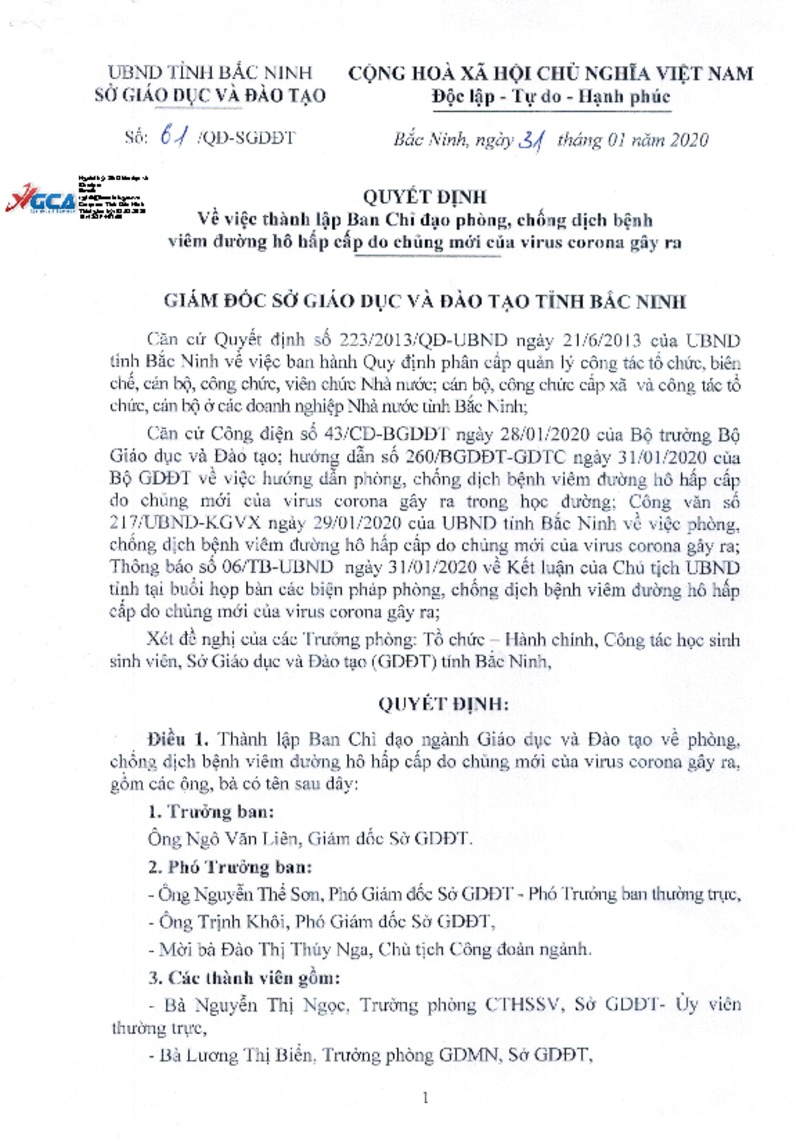 UBND TỈNH BẮC NINH
SỞ GIÁO DỤC VÀ ĐÀO TẠO
CỘNG HOÀ XÃ HỘI CHỦ NGHĨA VIỆT NAM
Độc lập - Tự do - Hạnh phúc
Số: 61 /QĐ-SGDĐT
Bắc Ninh, ngày 31 tháng 01 năm 2020
GCA
QUYẾT ĐỊNH
Về việc thành lập Ban Chỉ đạo phòng, chống dịch bệnh
viêm đường hô hấp cấp do chủng mới của virus corona gây ra
GIÁM ĐỐC SỞ GIÁO DỤC VÀ ĐÀO TẠO TỈNH BẮC NINH
Căn cứ Quyết định số 223/2013/QĐ-UBND ngày 21/6/2013 của UBND
tỉnh Bắc Ninh về việc ban hành Quy định phân cấp quản lý công tác tổ chức, biên
chế, cán bộ, công chức, viên chức Nhà nước; cán bộ, công chức cấp xã và công tác tổ
chức, cán bộ ở các doanh nghiệp Nhà nước tỉnh Bắc Ninh;
Căn cứ Công điện số 43/CĐ-BGDĐT ngày 28/01/2020 của Bộ trưởng Bộ
Giáo dục và Đào tạo; hướng dẫn số 260/BGDĐT-GDTC ngày 31/01/2020 của
Bộ GDĐT về việc hướng dẫn phòng, chống dịch bệnh viêm đường hô hấp cấp
do chủng mới của virus corona gây ra trong học đường; Công văn số
217/UBND-KGVX ngày 29/01/2020 của UBND tỉnh Bắc Ninh về việc phòng,
chống dịch bệnh viêm đường hô hấp cấp do chủng mới của virus corona gây ra;
Thông báo số 06/TB-UBND ngày 31/01/2020 về Kết luận của Chủ tịch UBND
tỉnh tại buổi họp bàn các biện pháp phòng, chống dịch bệnh viêm đường hô hấp
cấp do chủng mới của virus corona gây ra;
Xét đề nghị của các Trưởng phòng: Tổ chức – Hành chính, Công tác học sinh
sinh viên, Sở Giáo dục và Đào tạo (GDĐT) tỉnh Bắc Ninh,
QUYẾT ĐỊNH:
Điều 1. Thành lập Ban Chỉ đạo ngành Giáo dục và Đào tạo về phòng,
chống dịch bệnh viêm đường hô hấp cấp do chủng mới của virus corona gây ra,
gồm các ông, bà có tên sau đây:
1. Trưởng ban:
Ông Ngô Văn Liên, Giám đốc Sở GDĐT.
2. Phó Trưởng ban:
- Ông Nguyễn Thế Sơn, Phó Giám đốc Sở GDĐT - Phó Trưởng ban thường trực,
- Ông Trịnh Khôi, Phó Giám đốc Sở GDĐT,
- Mời bà Đào Thị Thúy Nga, Chủ tịch Công đoàn ngành.
3. Các thành viên gồm:
- Bà Nguyễn Thị Ngọc, Trưởng phòng CTHSSV, Sở GDĐT- Ủy viên
thường trực,
- Bà Lương Thị Biển, Trưởng phòng GDMN, Sở GDĐT,
1